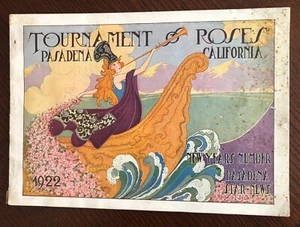 TOURNAMENT OF ROSES
PASADENA CALIFORNIA
NEW YEARS NUMBER
PASADENA
STAR-NEWS
1922